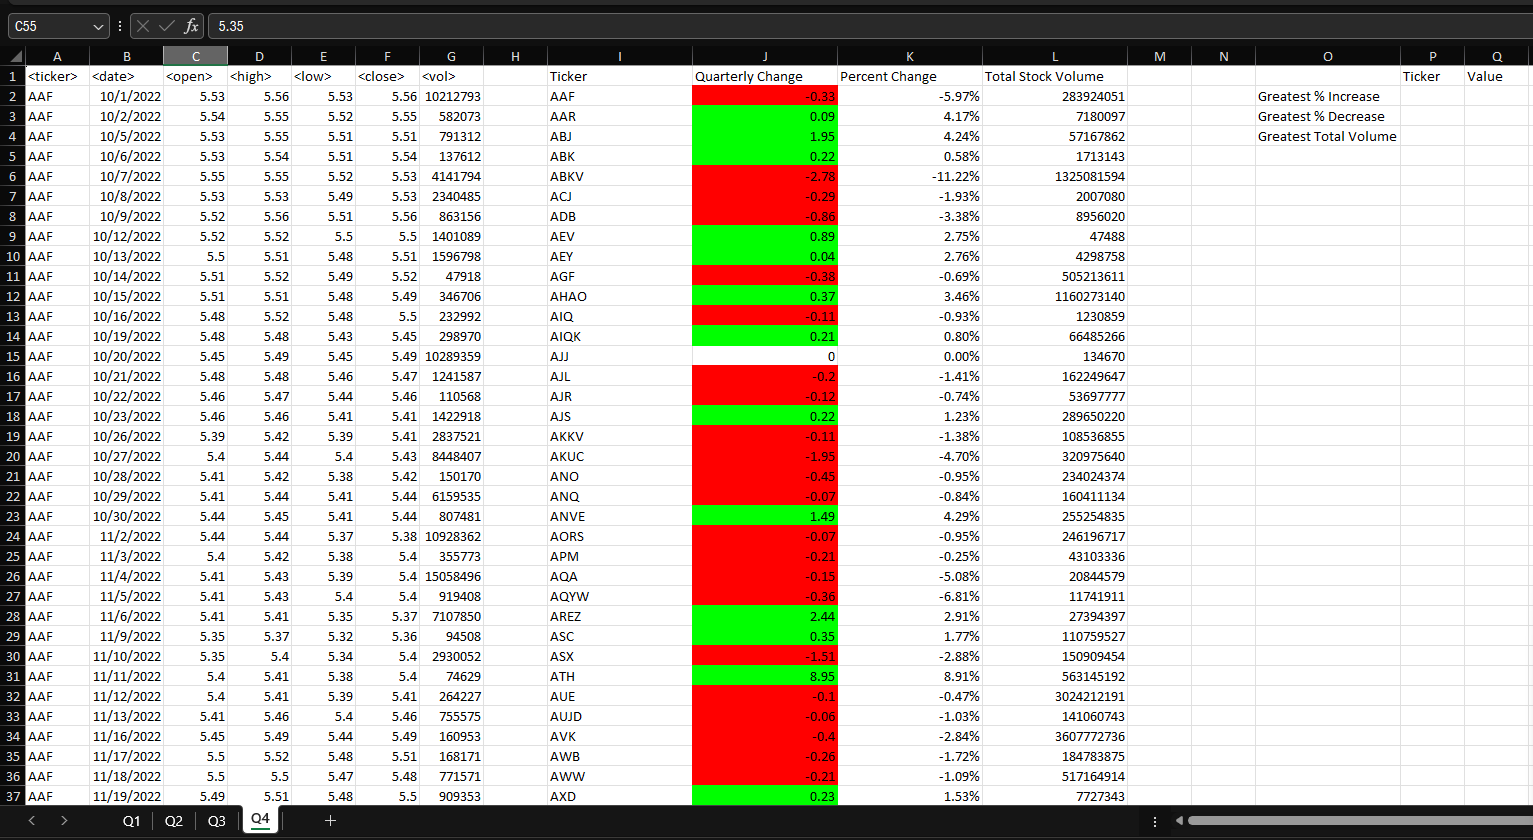 C55 fx 5.35
A B C D E F G H I J K L M N O P Q
1 <ticker> <date> <open> <high> <low> <close> <vol> Ticker Quarterly Change Percent Change Total Stock Volume Ticker Value
2 AAF 10/1/2022 5.53 5.56 5.53 5.56 10212793 AAF -0.33 -5.97% 283924051 Greatest % Increase
3 AAF 10/2/2022 5.54 5.55 5.52 5.55 582073 AAR 0.09 4.17% 7180097 Greatest % Decrease
4 AAF 10/5/2022 5.53 5.55 5.51 5.51 791312 ABJ 1.95 4.24% 57167862 Greatest Total Volume
5 AAF 10/6/2022 5.53 5.54 5.51 5.54 137612 ABK 0.22 0.58% 1713143
6 AAF 10/7/2022 5.55 5.55 5.52 5.53 4141794 ABKV -2.78 -11.22% 1325081594
7 AAF 10/8/2022 5.53 5.53 5.49 5.53 2340485 ACJ -0.29 -1.93% 2007080
8 AAF 10/9/2022 5.52 5.56 5.51 5.56 863156 ADB -0.86 -3.38% 8956020
9 AAF 10/12/2022 5.52 5.52 5.5 5.5 1401089 AEV 0.89 2.75% 47488
10 AAF 10/13/2022 5.5 5.51 5.48 5.51 1596798 AEY 0.04 2.76% 4298758
11 AAF 10/14/2022 5.51 5.52 5.49 5.52 47918 AGF -0.38 -0.69% 505213611
12 AAF 10/15/2022 5.51 5.51 5.48 5.49 346706 AHAO 0.37 3.46% 1160273140
13 AAF 10/16/2022 5.48 5.52 5.48 5.5 232992 AIQ -0.11 -0.93% 1230859
14 AAF 10/19/2022 5.48 5.48 5.43 5.45 298970 AIQK 0.21 0.80% 66485266
15 AAF 10/20/2022 5.45 5.49 5.45 5.49 10289359 AJJ 0 0.00% 134670
16 AAF 10/21/2022 5.48 5.48 5.46 5.47 1241587 AJL -0.2 -1.41% 162249647
17 AAF 10/22/2022 5.46 5.47 5.44 5.46 110568 AJR -0.12 -0.74% 53697777
18 AAF 10/23/2022 5.46 5.46 5.41 5.41 1422918 AJS 0.22 1.23% 289650220
19 AAF 10/26/2022 5.39 5.42 5.39 5.41 2837521 AKKV -0.11 -1.38% 108536855
20 AAF 10/27/2022 5.4 5.44 5.4 5.43 8448407 AKUC -1.95 -4.70% 320975640
21 AAF 10/28/2022 5.41 5.42 5.38 5.42 150170 ANO -0.45 -0.95% 234024374
22 AAF 10/29/2022 5.41 5.44 5.41 5.44 6159535 ANQ -0.07 -0.84% 160411134
23 AAF 10/30/2022 5.44 5.45 5.41 5.44 807481 ANVE 1.49 4.29% 255254835
24 AAF 11/2/2022 5.44 5.44 5.37 5.38 10928362 AORS -0.07 -0.95% 246196717
25 AAF 11/3/2022 5.4 5.42 5.38 5.4 355773 APM -0.21 -0.25% 43103336
26 AAF 11/4/2022 5.41 5.43 5.39 5.4 15058496 AQA -0.15 -5.08% 20844579
27 AAF 11/5/2022 5.41 5.43 5.4 5.4 919408 AQYW -0.36 -6.81% 11741911
28 AAF 11/6/2022 5.41 5.41 5.35 5.37 7107850 AREZ 2.44 2.91% 27394397
29 AAF 11/9/2022 5.35 5.37 5.32 5.36 94508 ASC 0.35 1.77% 110759527
30 AAF 11/10/2022 5.35 5.4 5.34 5.4 2930052 ASX -1.51 -2.88% 150909454
31 AAF 11/11/2022 5.4 5.41 5.38 5.4 74629 ATH 8.95 8.91% 563145192
32 AAF 11/12/2022 5.4 5.41 5.39 5.41 264227 AUE -0.1 -0.47% 3024212191
33 AAF 11/13/2022 5.41 5.46 5.4 5.46 755575 AUJD -0.06 -1.03% 141060743
34 AAF 11/16/2022 5.45 5.49 5.44 5.49 160953 AVK -0.4 -2.84% 3607772736
35 AAF 11/17/2022 5.5 5.52 5.48 5.51 168171 AWB -0.26 -1.72% 184783875
36 AAF 11/18/2022 5.5 5.5 5.47 5.48 771571 AWW -0.21 -1.09% 517164914
37 AAF 11/19/2022 5.49 5.51 5.48 5.5 909353 AXD 0.23 1.53% 7727343
Q1 Q2 Q3 Q4 +